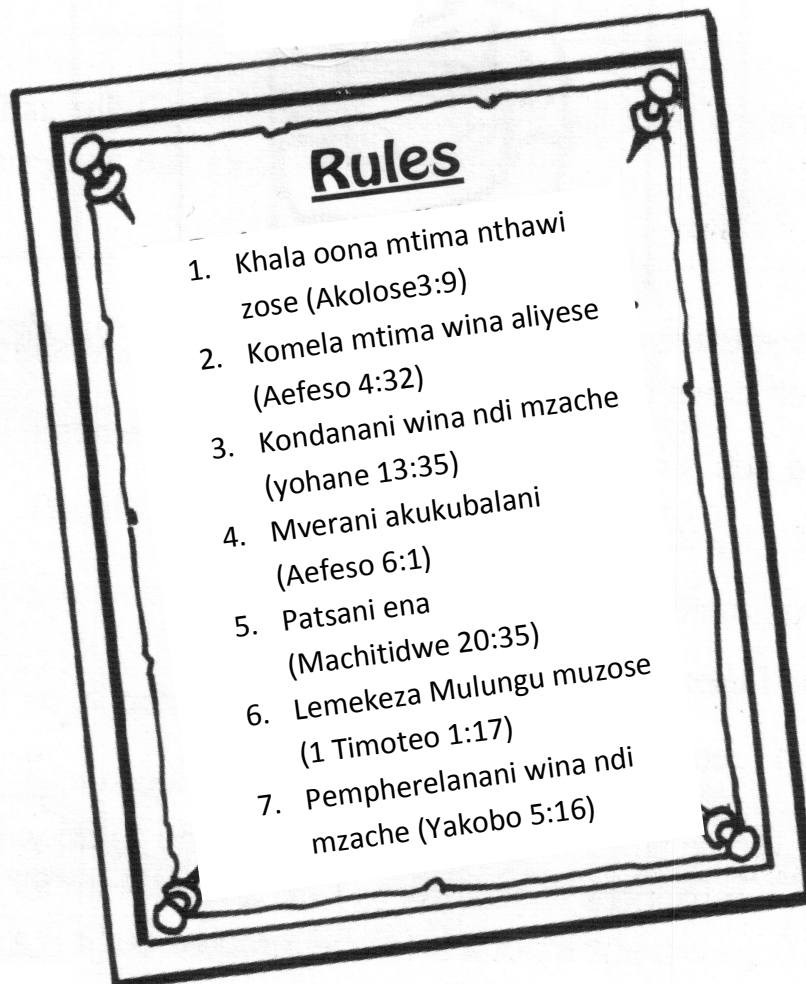 Rules
1. Khala oona mtima nthawi
zose (Akolose3:9)
2. Komela mtima wina aliyese
(Aefeso 4:32)
3. Kondanani wina ndi mzache
(yohane 13:35)
4. Mverani akukubalani
(Aefeso 6:1)
5. Patsani ena
(Machitidwe 20:35)
6. Lemekeza Mulungu muzose
(1 Timoteo 1:17)
7. Pempherelanani wina ndi
mzache (Yakobo 5:16)